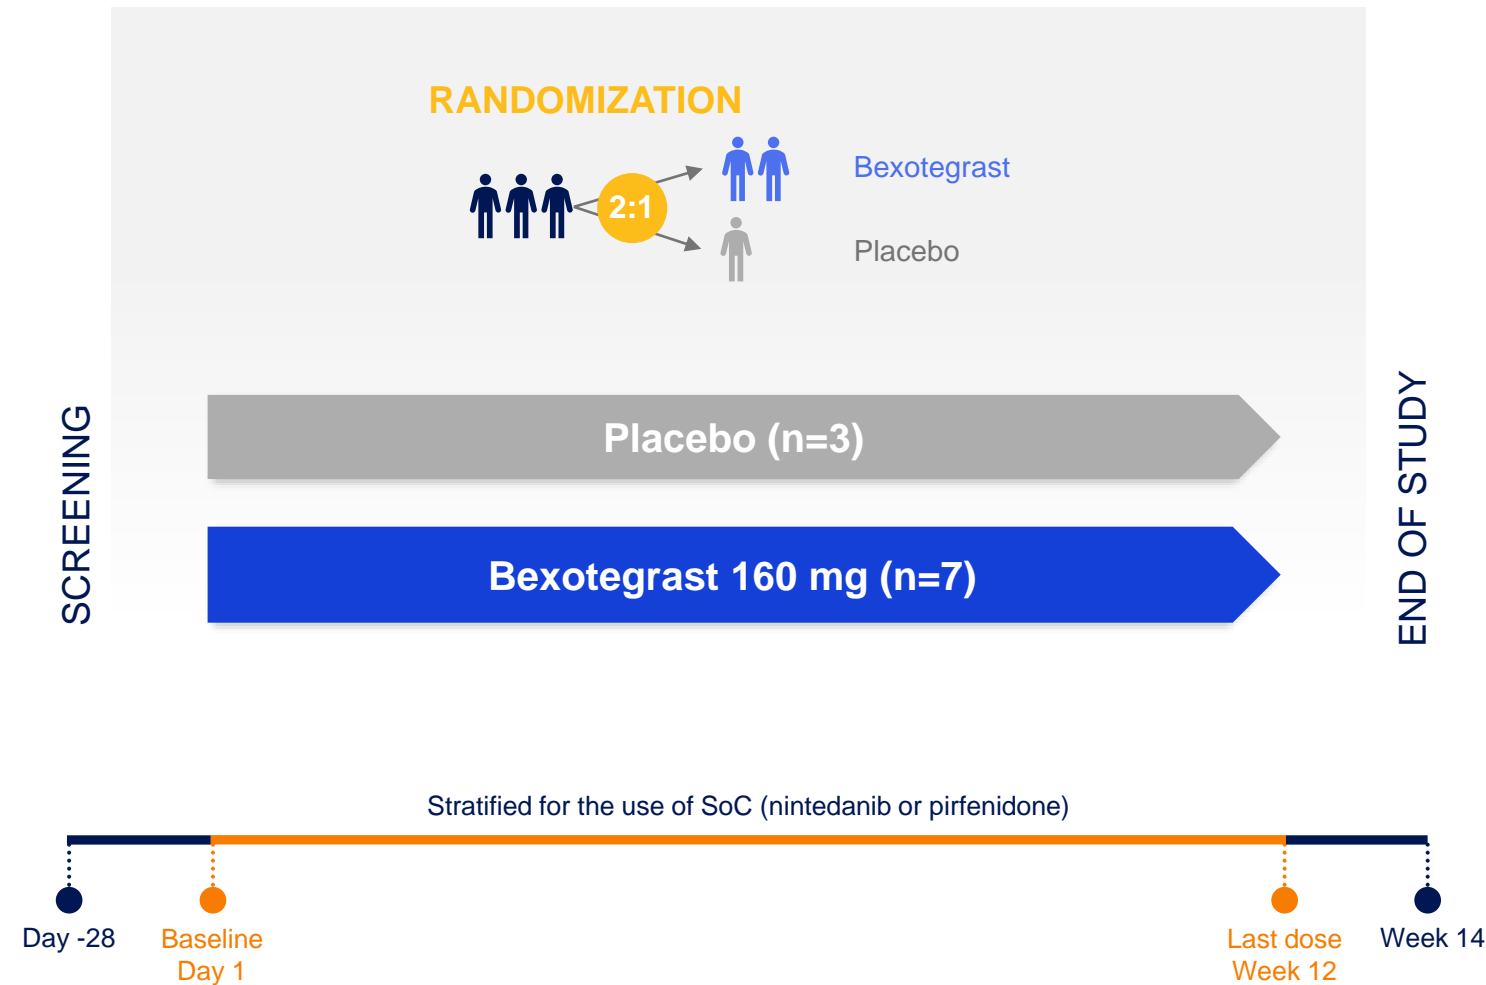 RANDOMIZATION
2:1
Bexotegrast
Placebo
SCREENING
Placebo (n=3)
Bexotegrast 160 mg (n=7)
END OF STUDY
Stratified for the use of SoC (nintedanib or pirfenidone)
Day -28
Baseline
Day 1
Last dose
Week 12
Week 14